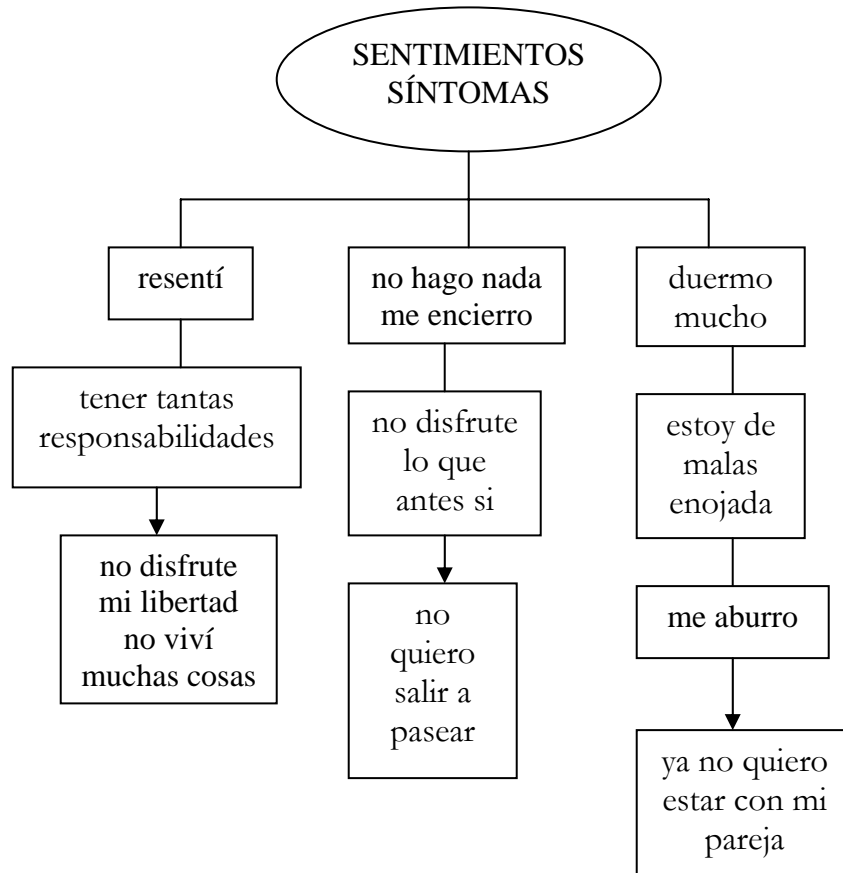 SENTIMIENTOS
SÍNTOMAS
resentí
tener tantas
responsabilidades
no disfrute
mi libertad
no viví
muchas cosas
no hago nada
me encierro
no disfrute
lo que
antes si
no
quiero
salir a
pasear
duermo
mucho
estoy de
malas
enojada
me aburro
ya no quiero
estar con mi
pareja